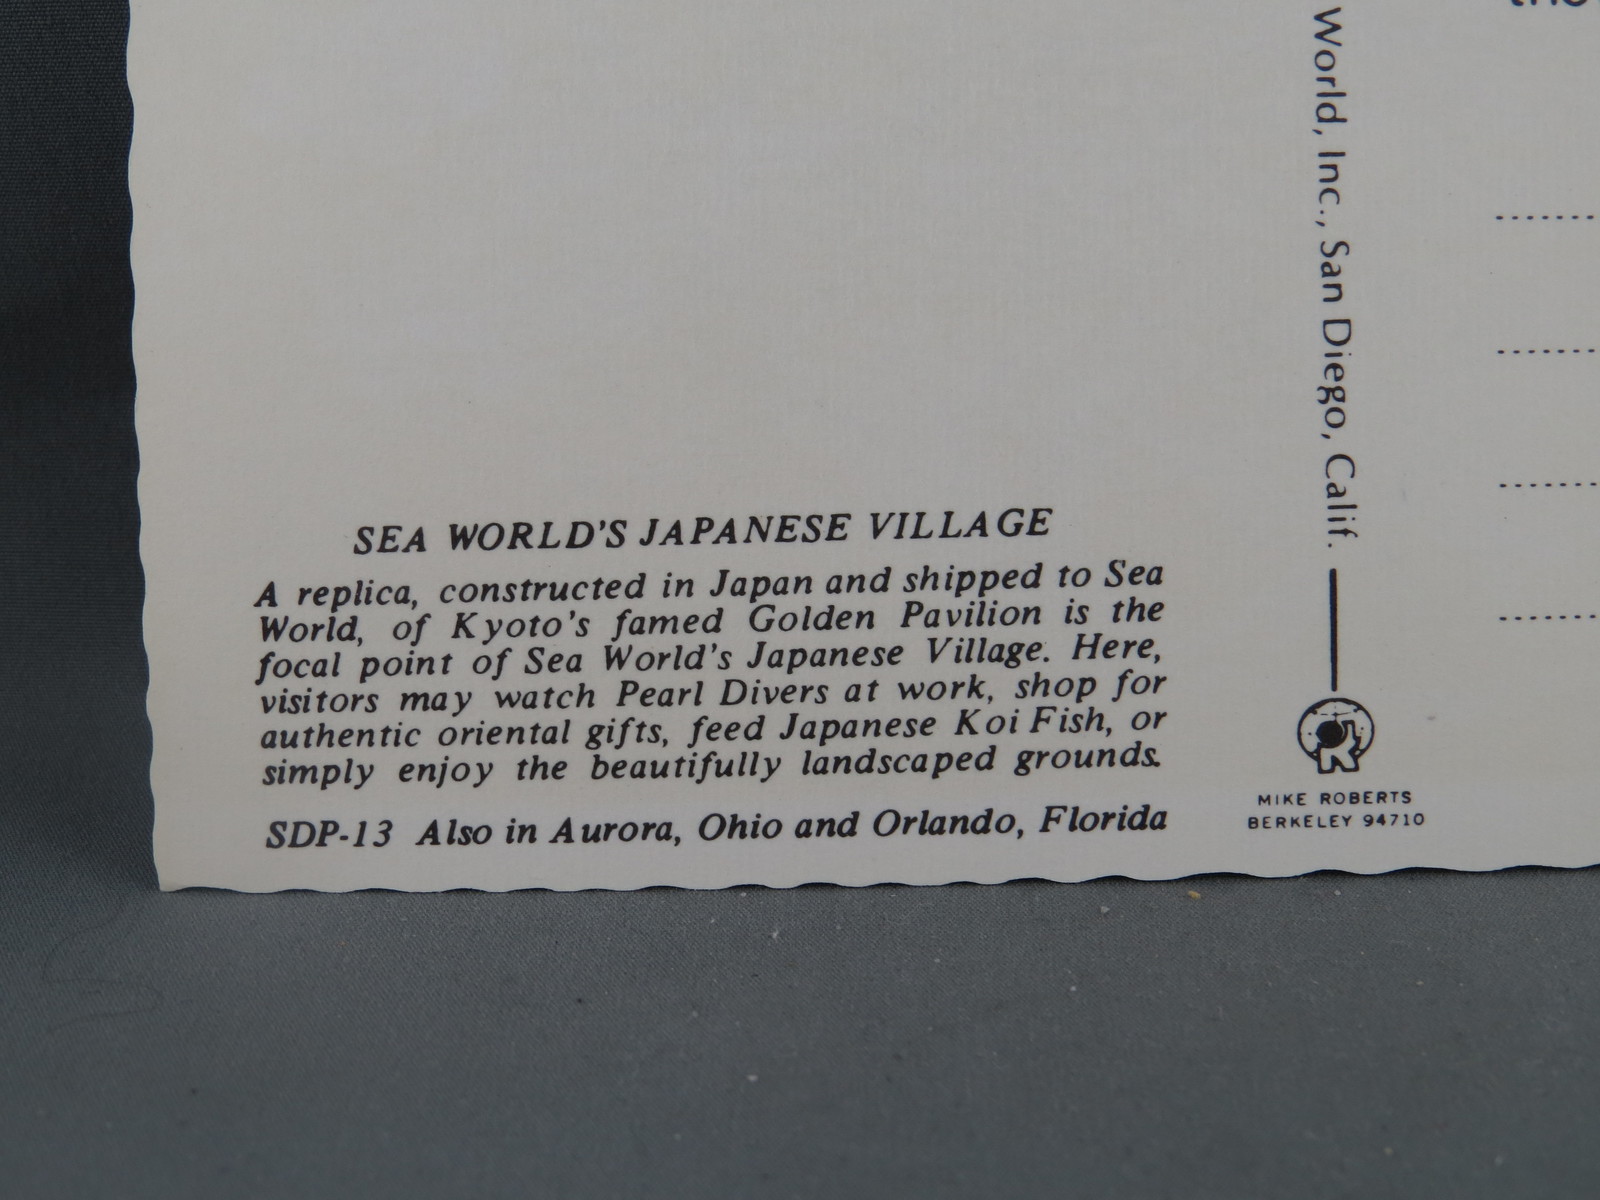 SEA WORLD'S JAPANESE VILLAGE
A replica, constructed in Japan and shipped to Sea
World, of Kyoto's famed Golden Pavilion is the
focal point of Sea World's Japanese Village. Here,
visitors may watch Pearl Divers at work, shop for
authentic oriental gifts, feed Japanese Koi Fish, or
simply enjoy the beautifully landscaped grounds.
SDP-13 Also in Aurora, Ohio and Orlando, Florida
World, Inc., San Diego, Calif.
MIKE ROBERTS
BERKELEY 94710